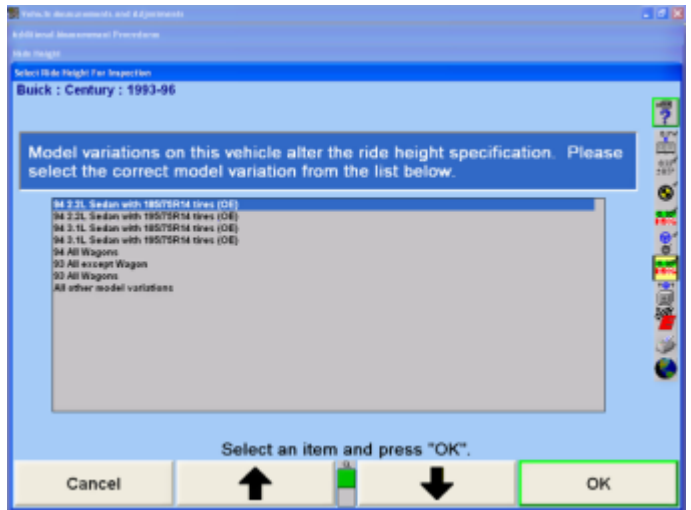 Vehicle Measurements and Adjustments
Additional Measurement Procedures
Ride Height
Select Ride Height For Inspection
Buick : Century : 1993-96
Model variations on this vehicle alter the ride height specification. Please
select the correct model variation from the list below.
94 2.2L Sedan with 185/75R14 tires (OE)
94 2.2L Sedan with 195/75R14 tires (OE)
94 3.1L Sedan with 185/75R14 tires (OE)
94 3.1L Sedan with 195/75R14 tires (OE)
94 All Wagons
93 All except Wagon
93 All Wagons
All other model variations
Select an item and press "OK".
Cancel
OK